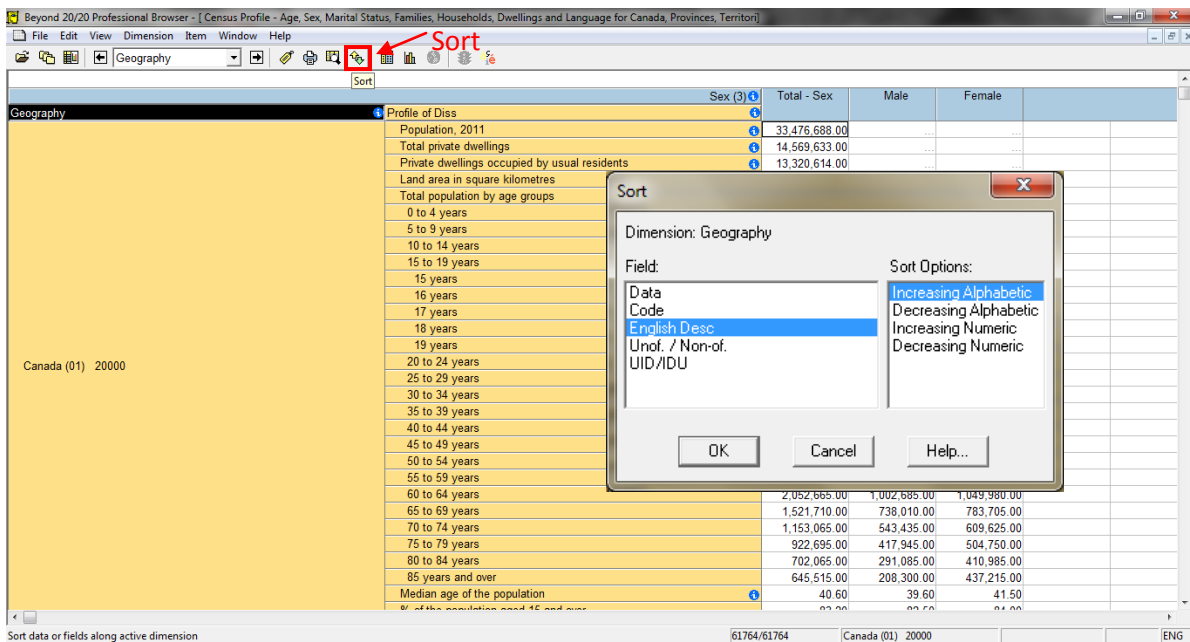 Beyond 20/20 Professional Browser - [ Census Profile - Age, Sex, Marital Status, Families, Households, Dwellings and Language for Canada, Provinces, Territori]
File Edit View Dimension Item Window Help
Geography
Sort
Sort
Sex (3) Total - Sex Male Female
Geography Profile of Diss
Population, 2011 33,476,688.00 ... ...
Total private dwellings 14,569,633.00 ... ...
Private dwellings occupied by usual residents 13,320,614.00 ... ...
Land area in square kilometres
Total population by age groups
0 to 4 years
5 to 9 years
10 to 14 years
15 to 19 years
15 years
16 years
17 years
18 years
19 years
Canada (01) 20000
20 to 24 years
25 to 29 years
30 to 34 years
35 to 39 years
40 to 44 years
45 to 49 years
50 to 54 years
55 to 59 years
60 to 64 years 2,052,665.00 1,002,685.00 1,049,980.00
65 to 69 years 1,521,710.00 738,010.00 783,705.00
70 to 74 years 1,153,065.00 543,435.00 609,625.00
75 to 79 years 922,695.00 417,945.00 504,750.00
80 to 84 years 702,065.00 291,085.00 410,985.00
85 years and over 645,515.00 208,300.00 437,215.00
Median age of the population 40.60 39.60 41.50
% of the population aged 15 and over
Sort
Dimension: Geography
Field: Sort Options:
Data Increasing Alphabetic
Code Decreasing Alphabetic
English Desc Increasing Numeric
Unof. / Non-of. Decreasing Numeric
UID/IDU
OK Cancel Help...
Sort data or fields along active dimension 61764/61764 Canada (01) 20000 ENG